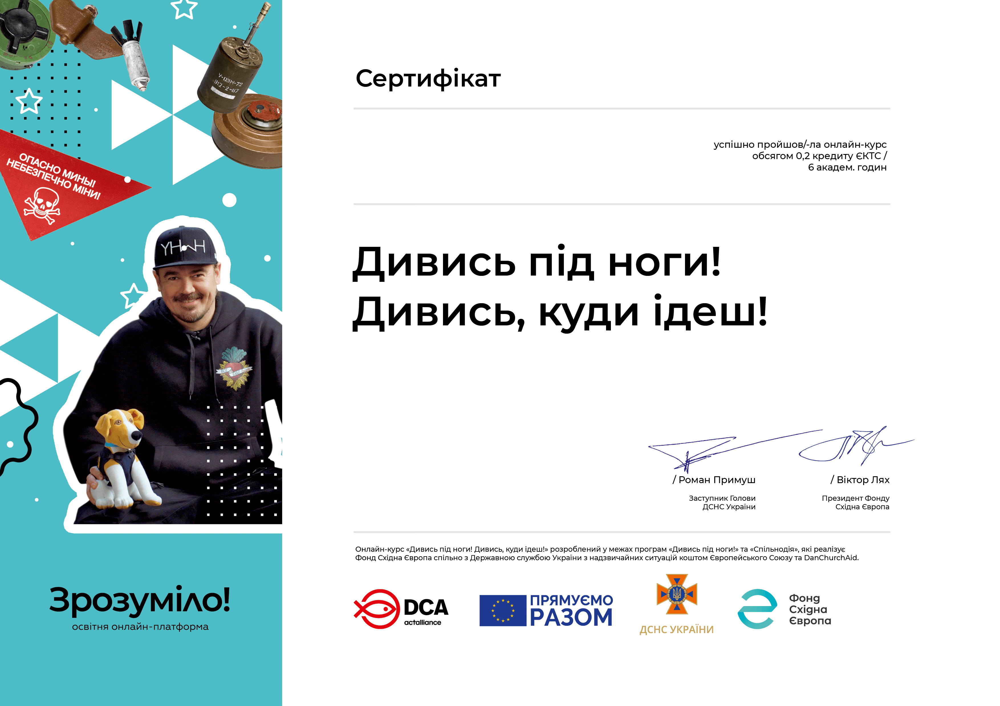 Сертифікат
успішно пройшов/-ла онлайн-курс
обсягом 0,2 кредиту ЄКТС /
6 академ. годин
Дивись під ноги!
Дивись, куди ідеш!
/ Роман Примуш
Заступник Голови
ДСНС України
/ Віктор Лях
Президент Фонду
Східна Європа
Онлайн-курс «Дивись під ноги! Дивись, куди ідеш!» розроблений у межах програм «Дивись під ноги!» та «Спільнодія», які реалізує
Фонд Східна Європа спільно з Державною службою України з надзвичайних ситуацій коштом Європейського Союзу та DanChurchAid.
DCA
actalliance
ПРЯМУЄМО
РАЗОМ
ДСНС УКРАЇНИ
Фонд
Східна
Європа
У-ОЗМ-72
912-2-87
ОПАСНО МИНЫ!
НЕБЕЗПЕЧНО МІНИ!
YHWH
ВСЕ БУДЕ
Зрозуміло!
освітня онлайн-платформа